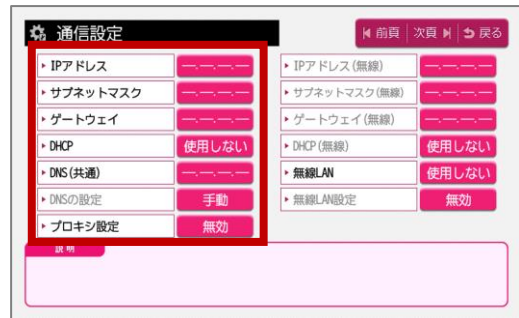 通信設定
前頁 次頁 戻る
IPアドレス —.—.—.—
サブネットマスク —.—.—.—
ゲートウェイ —.—.—.—
DHCP 使用しない
DNS(共通) —.—.—.—
DNSの設定 手動
プロキシ設定 無効
IPアドレス(無線) —.—.—.—
サブネットマスク(無線) —.—.—.—
ゲートウェイ(無線) —.—.—.—
DHCP(無線) 使用しない
無線LAN 使用しない
無線LAN設定 無効
説明